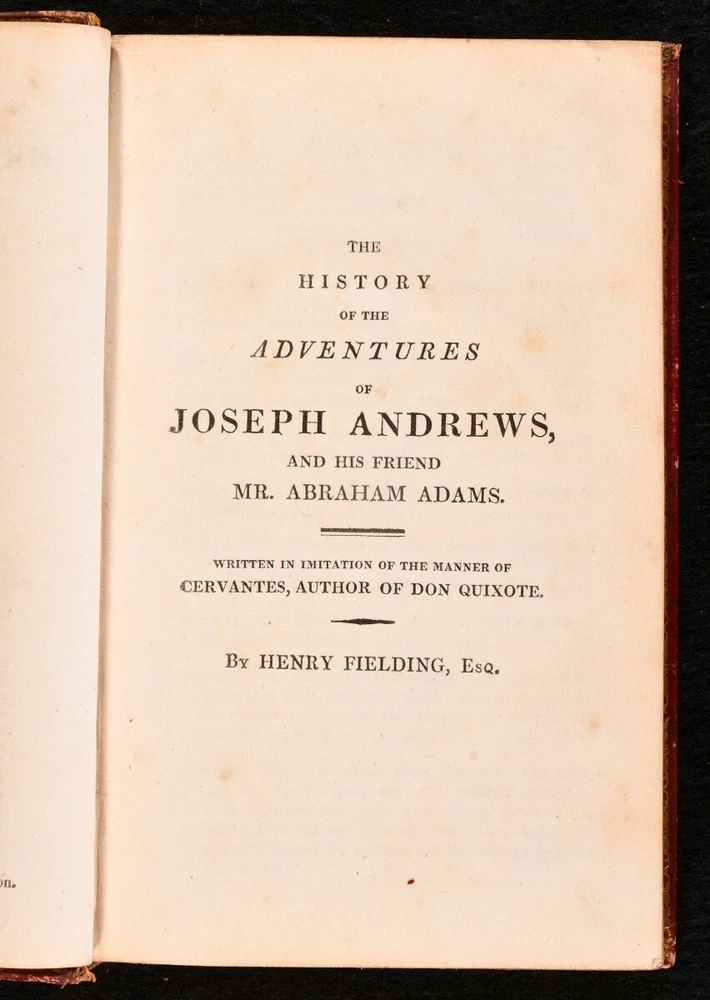 THE
HISTORY
OF THE
ADVENTURES
OF
JOSEPH ANDREWS,
AND HIS FRIEND
MR. ABRAHAM ADAMS.
WRITTEN IN IMITATION OF THE MANNER OF
CERVANTES, AUTHOR OF DON QUIXOTE.
By HENRY FIELDING, Esq.